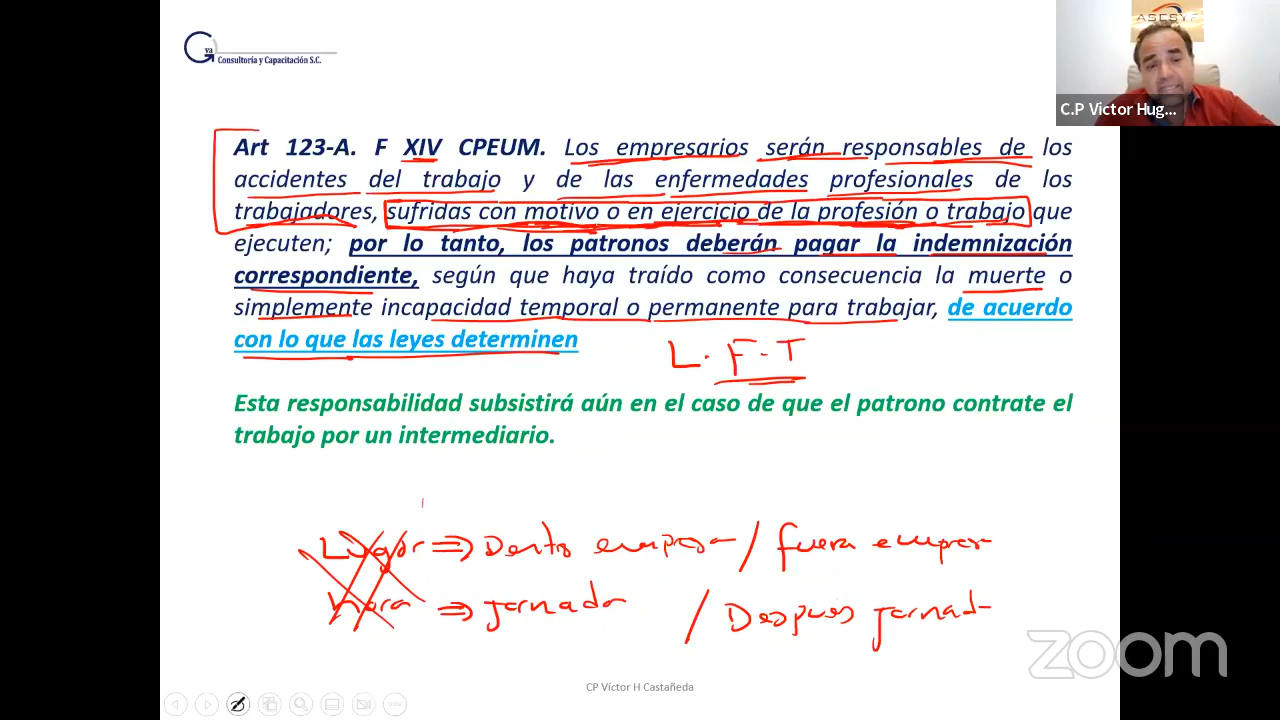 Gva
Consultoría y Capacitación S.C.
ASESYF
C.P Victor Hug...
Art 123-A. F XIV CPEUM. Los empresarios serán responsables de los
accidentes del trabajo y de las enfermedades profesionales de los
trabajadores, sufridas con motivo o en ejercicio de la profesión o trabajo que
ejecuten; por lo tanto, los patronos deberán pagar la indemnización
correspondiente, según que haya traído como consecuencia la muerte o
simplemente incapacidad temporal o permanente para trabajar, de acuerdo
con lo que las leyes determinen
L.F.T
Esta responsabilidad subsistirá aún en el caso de que el patrono contrate el
trabajo por un intermediario.
Lugar ⇒ Dentro empresa / fuera empresa
hora ⇒ jornada / Después jornad
zoom
CP Víctor H Castañeda